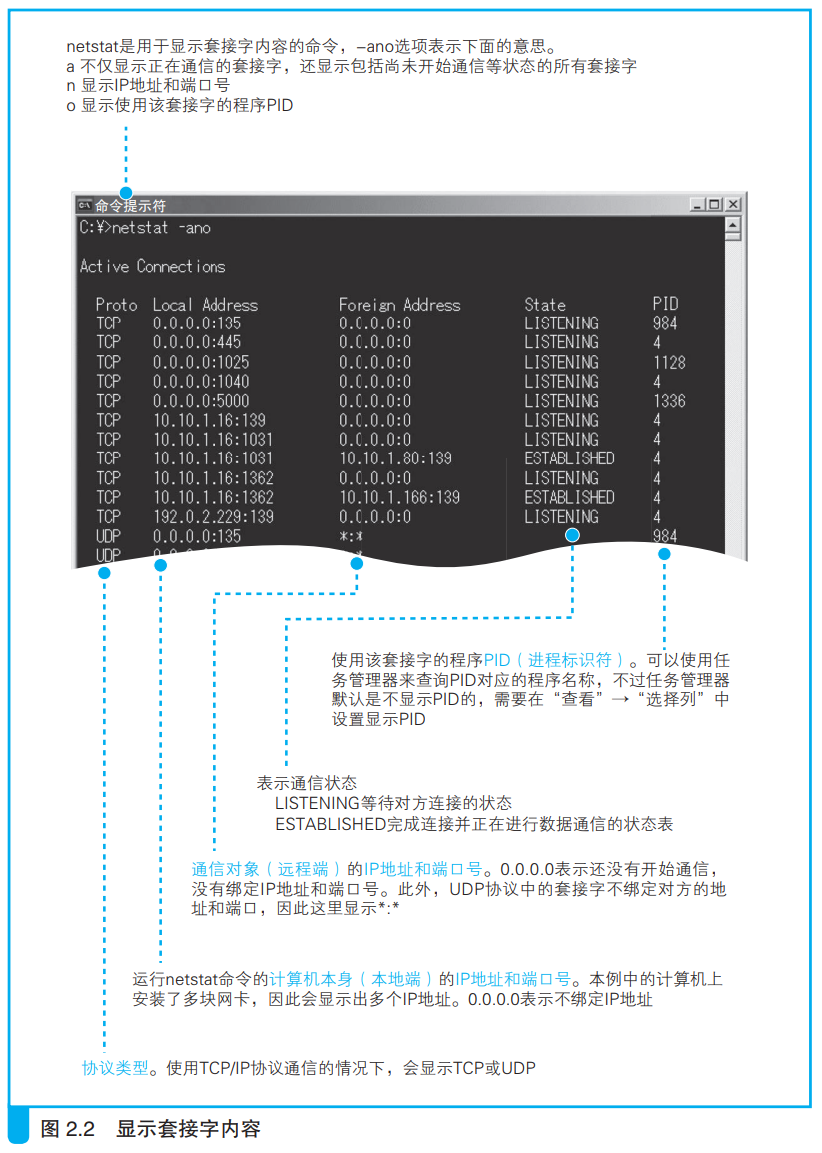 netstat是用于显示套接字内容的命令，–ano选项表示下面的意思。
a 不仅显示正在通信的套接字，还显示包括尚未开始通信等状态的所有套接字
n 显示IP地址和端口号
o 显示使用该套接字的程序PID
命令提示符
C:¥>netstat -ano
Active Connections
Proto Local Address Foreign Address State PID
TCP 0.0.0.0:135 0.0.0.0:0 LISTENING 984
TCP 0.0.0.0:445 0.0.0.0:0 LISTENING 4
TCP 0.0.0.0:1025 0.0.0.0:0 LISTENING 1128
TCP 0.0.0.0:1040 0.0.0.0:0 LISTENING 4
TCP 0.0.0.0:5000 0.0.0.0:0 LISTENING 1336
TCP 10.10.1.16:139 0.0.0.0:0 LISTENING 4
TCP 10.10.1.16:1031 0.0.0.0:0 LISTENING 4
TCP 10.10.1.16:1031 10.10.1.80:139 ESTABLISHED 4
TCP 10.10.1.16:1362 0.0.0.0:0 LISTENING 4
TCP 10.10.1.16:1362 10.10.1.166:139 ESTABLISHED 4
TCP 192.0.2.229:139 0.0.0.0:0 LISTENING 4
UDP 0.0.0.0:135 *:* 984
UDP
使用该套接字的程序PID（进程标识符）。可以使用任
务管理器来查询PID对应的程序名称，不过任务管理器
默认是不显示PID的，需要在“查看”→“选择列”中
设置显示PID
表示通信状态
LISTENING等待对方连接的状态
ESTABLISHED完成连接并正在进行数据通信的状态表
通信对象（远程端）的IP地址和端口号。0.0.0.0表示还没有开始通信，
没有绑定IP地址和端口号。此外，UDP协议中的套接字不绑定对方的地
址和端口，因此这里显示*:*
运行netstat命令的计算机本身（本地端）的IP地址和端口号。本例中的计算机上
安装了多块网卡，因此会显示出多个IP地址。0.0.0.0表示不绑定IP地址
协议类型。使用TCP/IP协议通信的情况下，会显示TCP或UDP
图 2.2 显示套接字内容